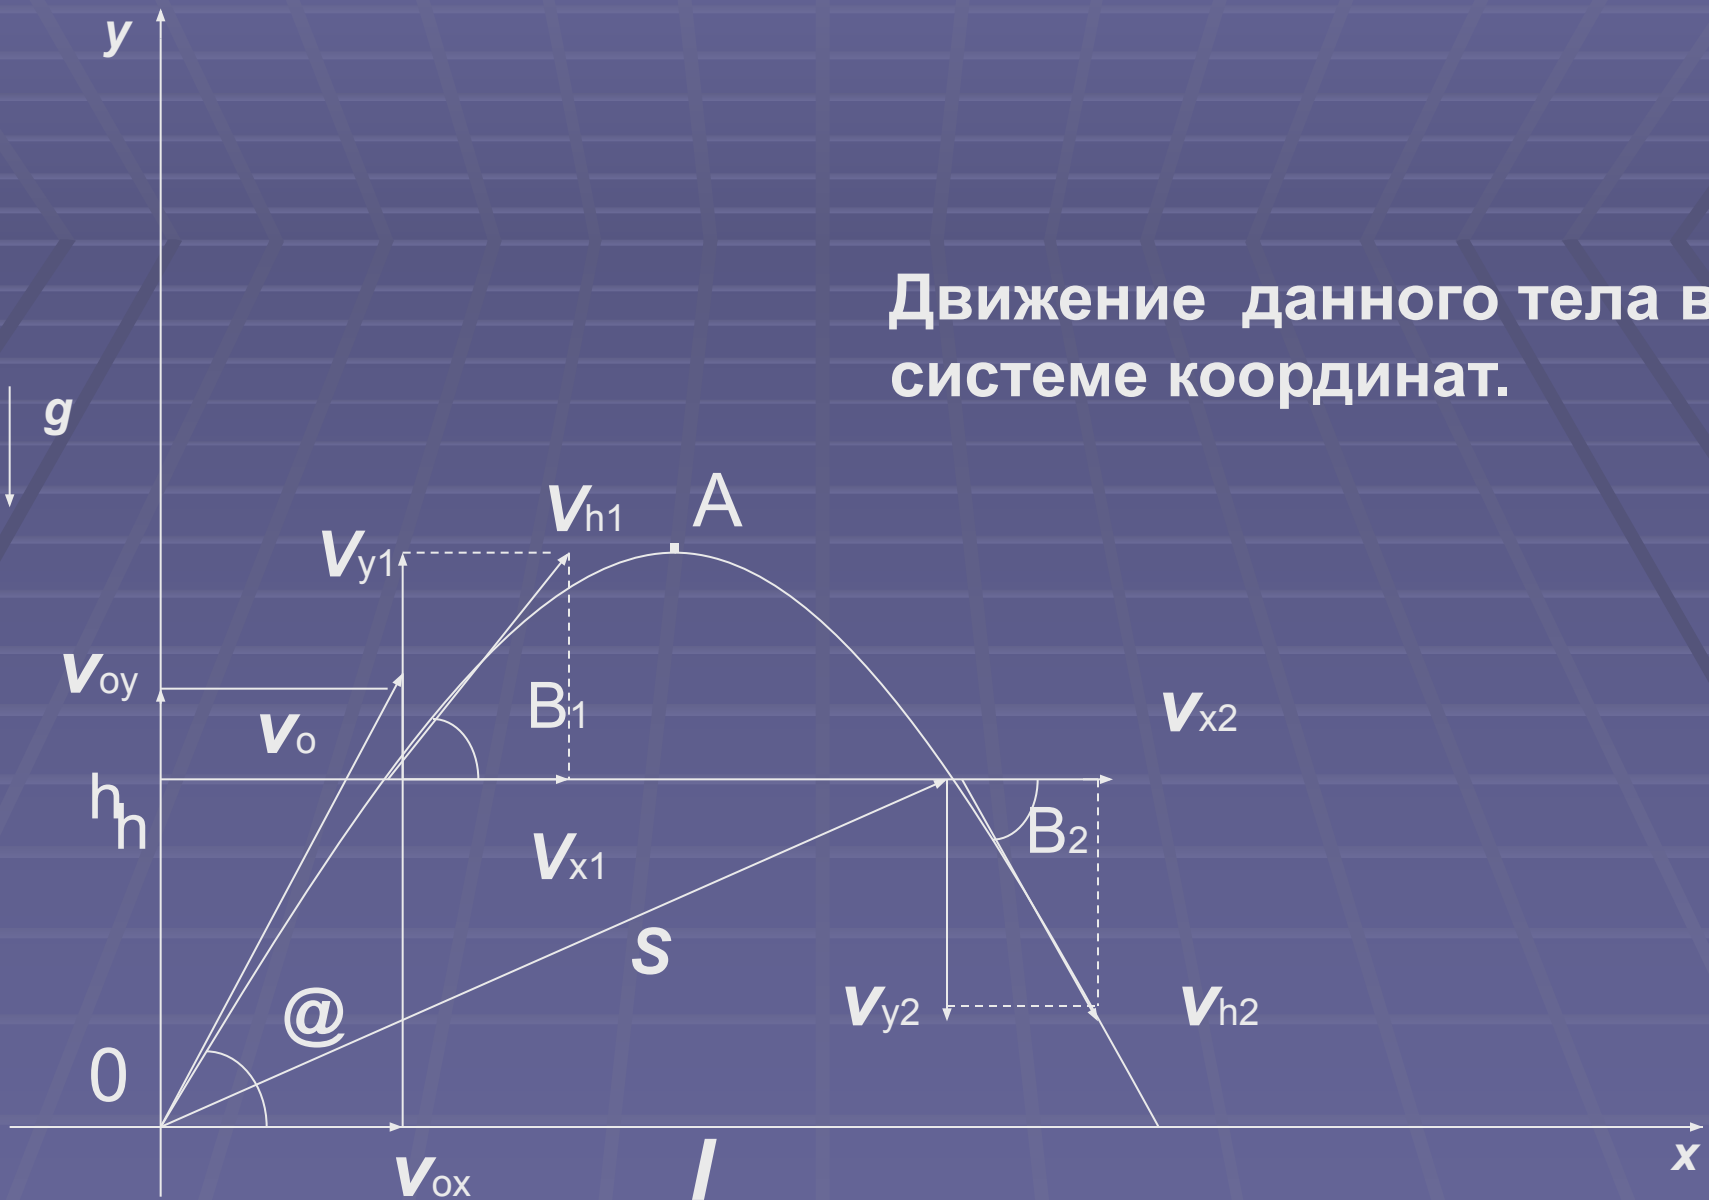 y
Движение данного тела в
системе координат.
g
A
Vh1
Vy1
voy
B1
vx2
vo
h
h
B2
Vx1
S
vy2
vh2
@
0
x
vox
l